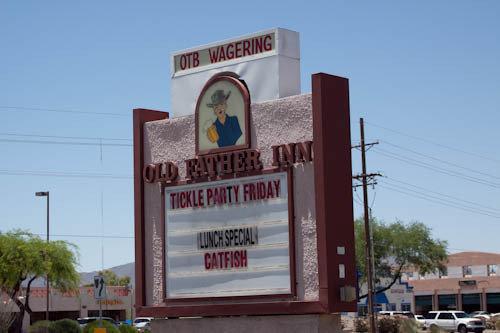 OTB WAGERING
OLD FATHER INN
TICKLE PARTY FRIDAY
LUNCH SPECIAL
CATFISH